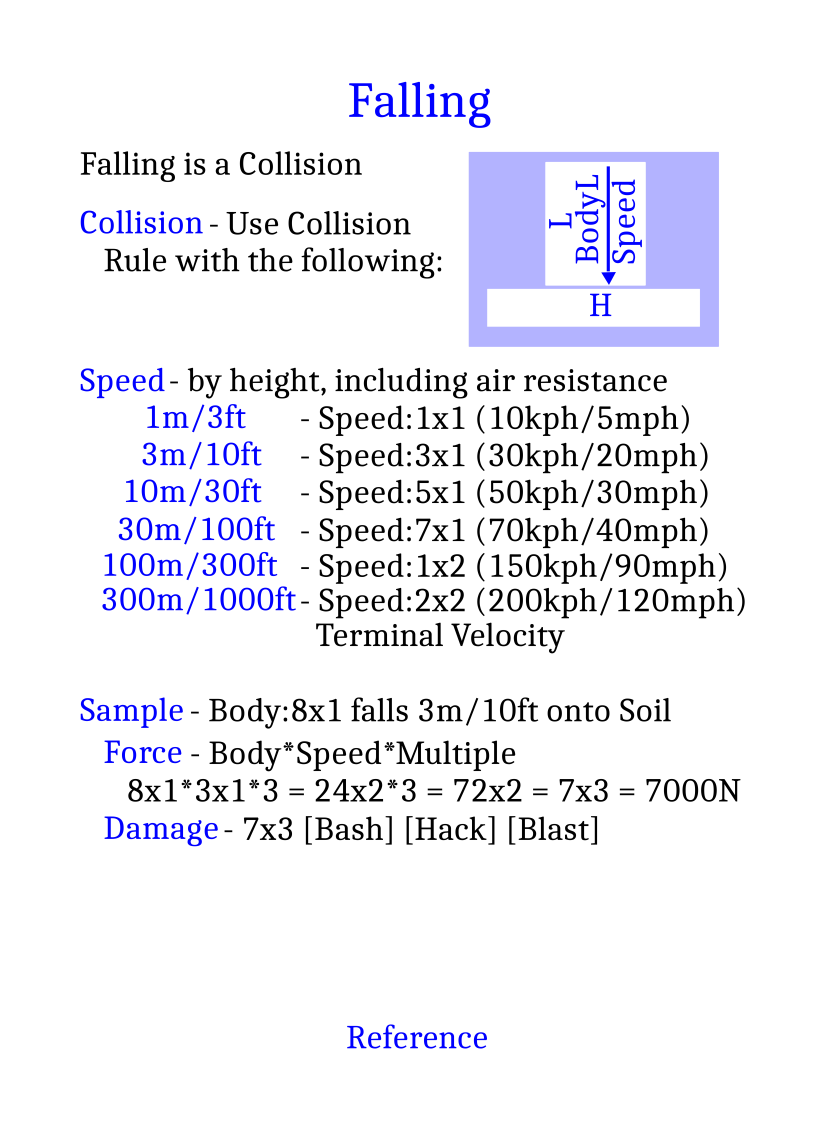 Falling
Falling is a Collision
Collision - Use Collision
Rule with the following:
L
BodyL
Speed
H
Speed - by height, including air resistance
1m/3ft - Speed:1x1 (10kph/5mph)
3m/10ft - Speed:3x1 (30kph/20mph)
10m/30ft - Speed:5x1 (50kph/30mph)
30m/100ft - Speed:7x1 (70kph/40mph)
100m/300ft - Speed:1x2 (150kph/90mph)
300m/1000ft - Speed:2x2 (200kph/120mph)
Terminal Velocity
Sample - Body:8x1 falls 3m/10ft onto Soil
Force - Body*Speed*Multiple
8x1*3x1*3 = 24x2*3 = 72x2 = 7x3 = 7000N
Damage - 7x3 [Bash] [Hack] [Blast]
Reference